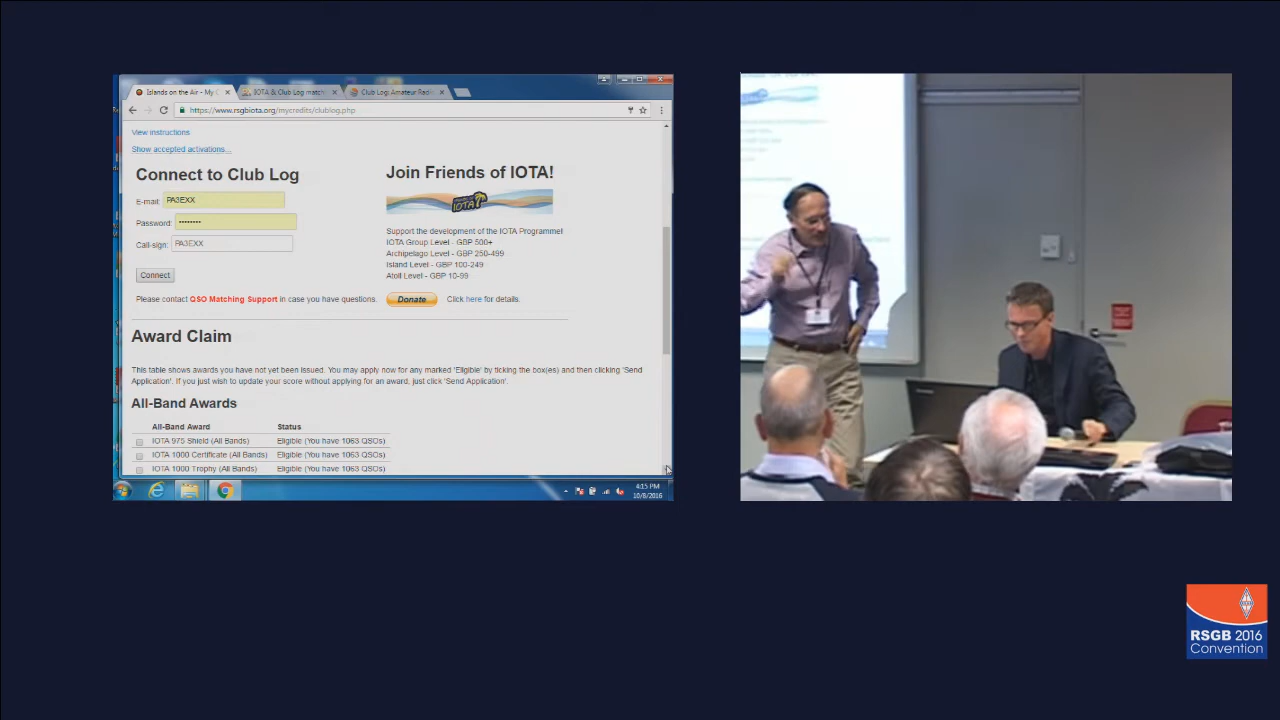 Islands on the Air - My C
IOTA & Club Log match
Club Log: Amateur Radi
https://www.rsgbiota.org/mycredits/clublog.php
View instructions
Show accepted activations...
Connect to Club Log
E-mail: PA3EXX
Password: ••••••••
Call-sign: PA3EXX
Connect
Please contact QSO Matching Support in case you have questions.
Join Friends of IOTA!
IOTA
Support the development of the IOTA Programme!
IOTA Group Level - GBP 500+
Archipelago Level - GBP 250-499
Island Level - GBP 100-249
Atoll Level - GBP 10-99
Donate
Click here for details.
Award Claim
This table shows awards you have not yet been issued. You may apply now for any marked 'Eligible' by ticking the box(es) and then clicking 'Send
Application'. If you just wish to update your score without applying for an award, just click 'Send Application'.
All-Band Awards
All-Band Award Status
IOTA 975 Shield (All Bands) Eligible (You have 1063 QSOs)
IOTA 1000 Certificate (All Bands) Eligible (You have 1063 QSOs)
IOTA 1000 Trophy (All Bands) Eligible (You have 1063 QSOs)
4:15 PM
10/8/2016
RSGB 2016
Convention